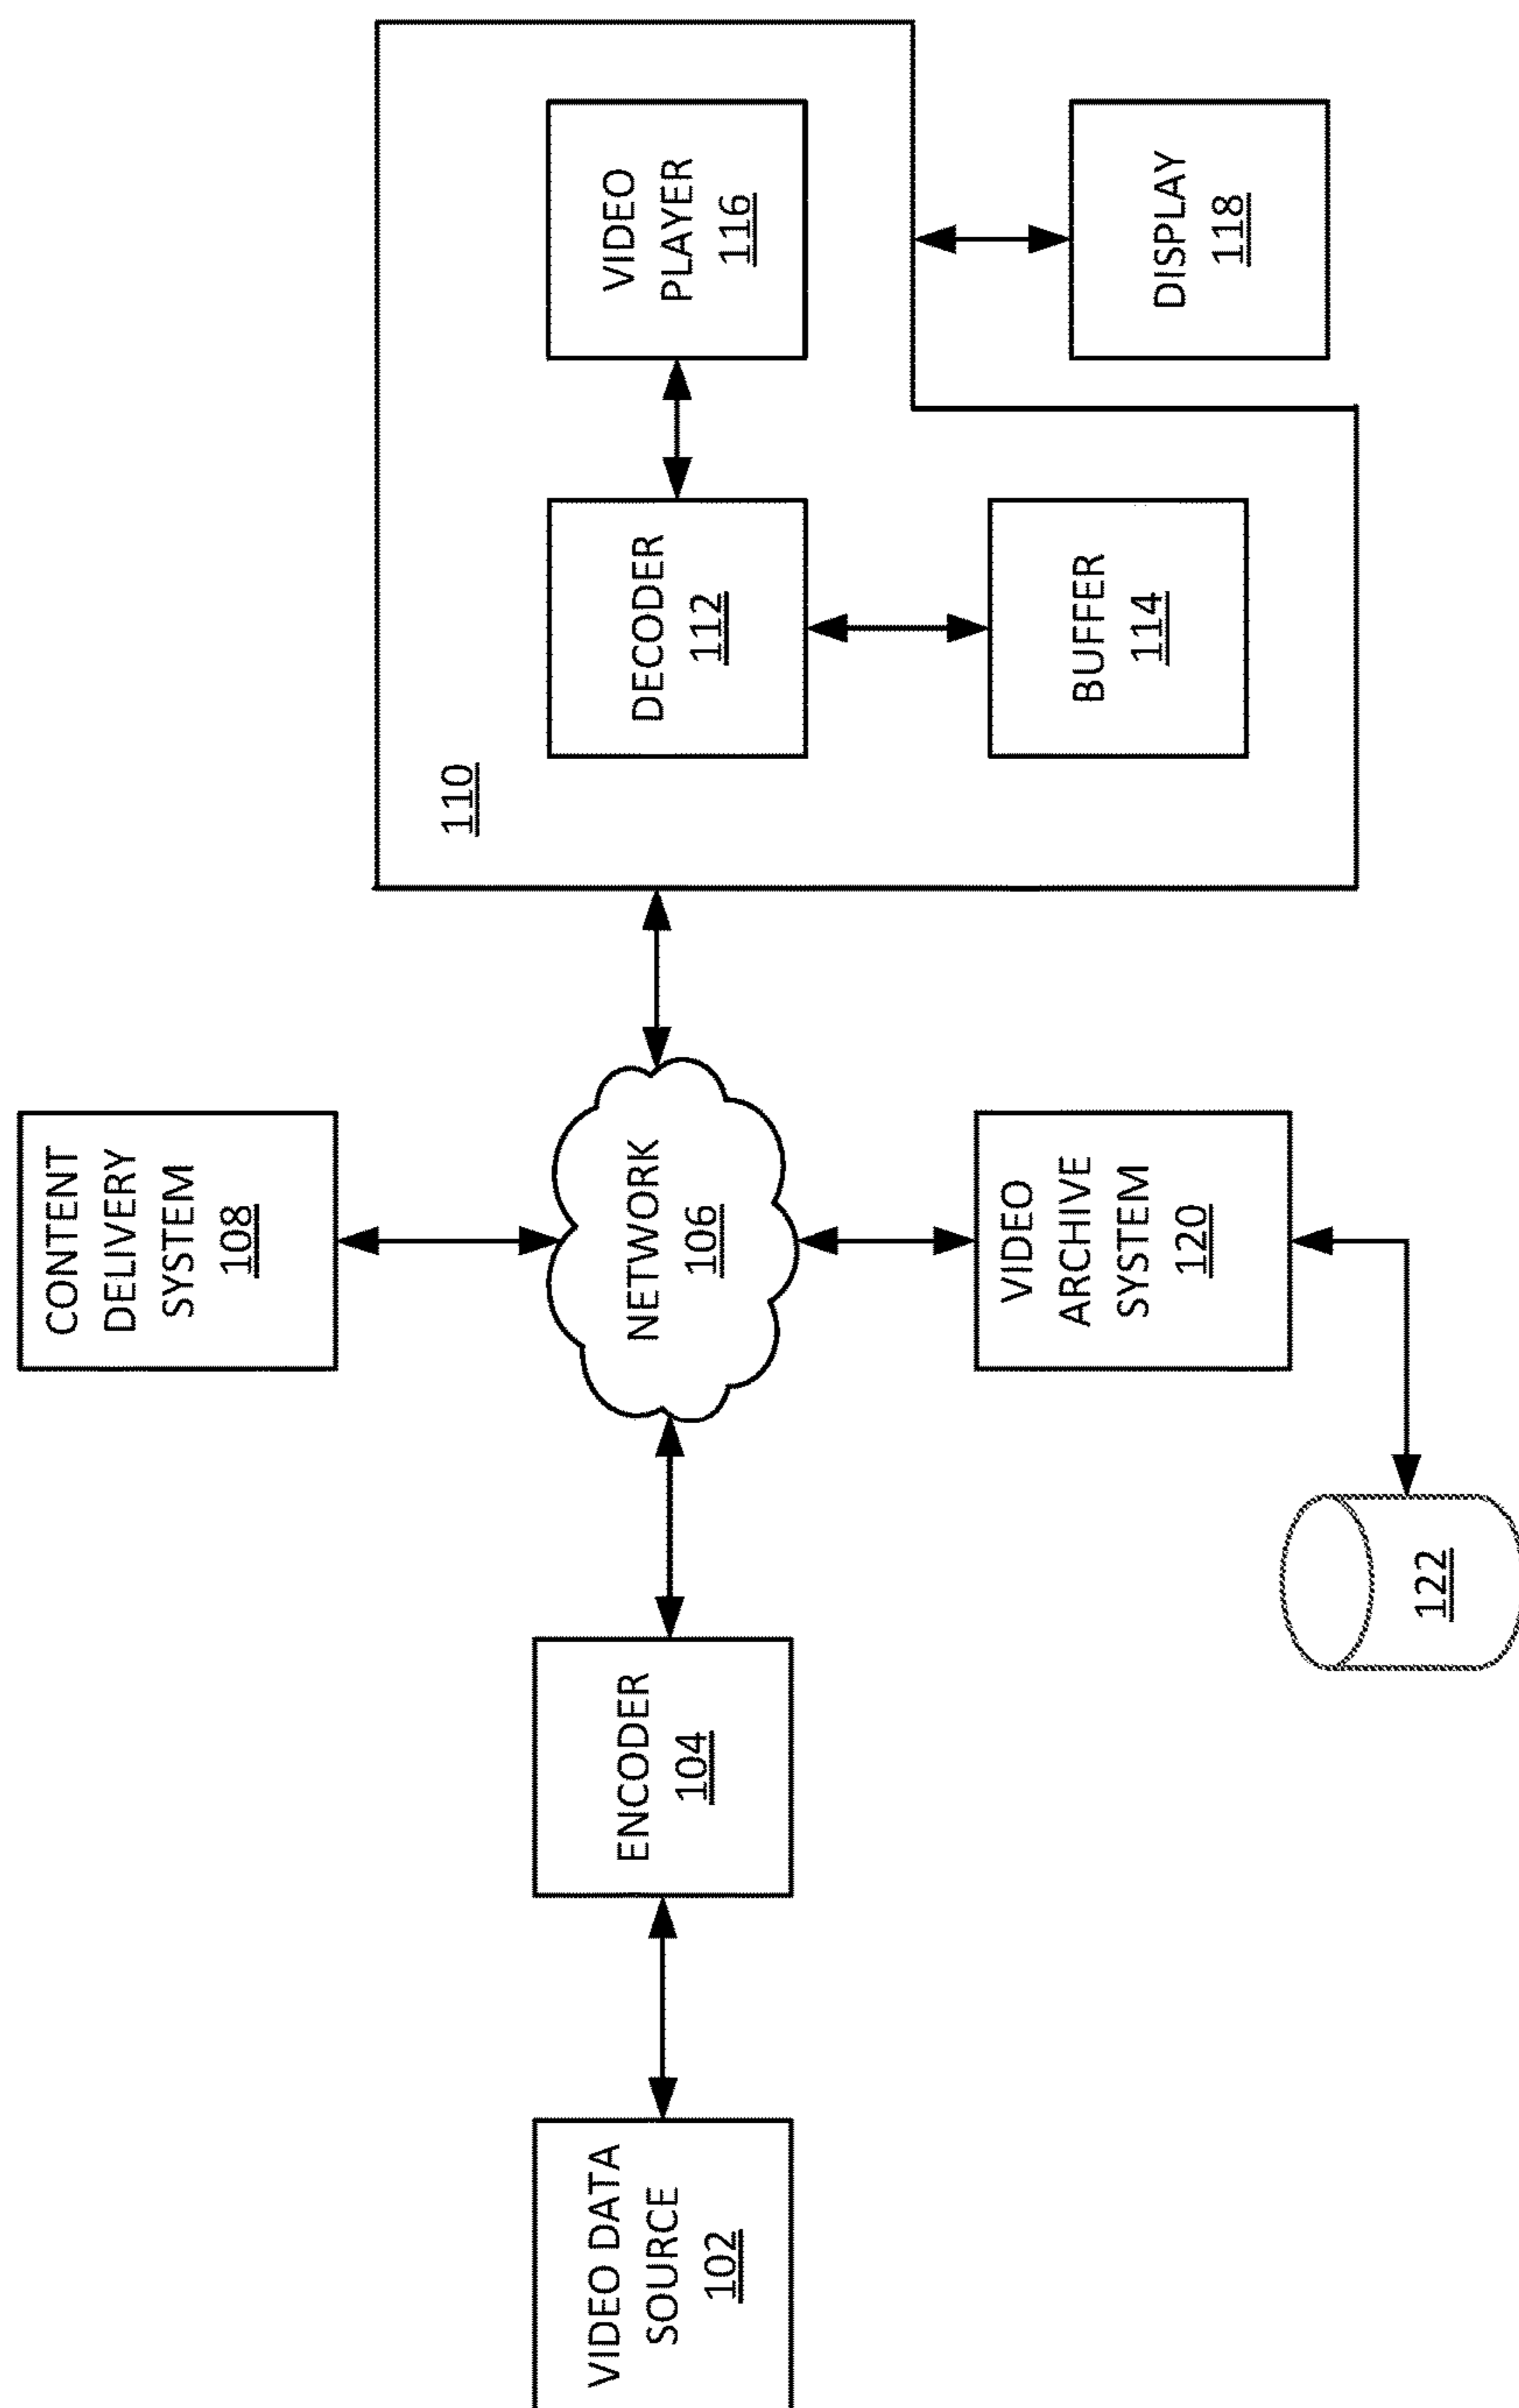 CONTENT
DELIVERY
SYSTEM
108
VIDEO DATA
SOURCE
102
ENCODER
104
NETWORK
106
110
DECODER
112
VIDEO
PLAYER
116
BUFFER
114
DISPLAY
118
VIDEO
ARCHIVE
SYSTEM
120
122